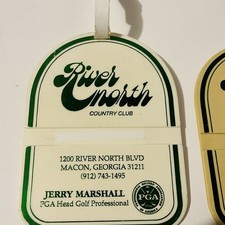 River
north
COUNTRY CLUB
1200 RIVER NORTH BLVD
MACON, GEORGIA 31211
(912) 743-1495
JERRY MARSHALL
PGA Head Golf Professional
PGA